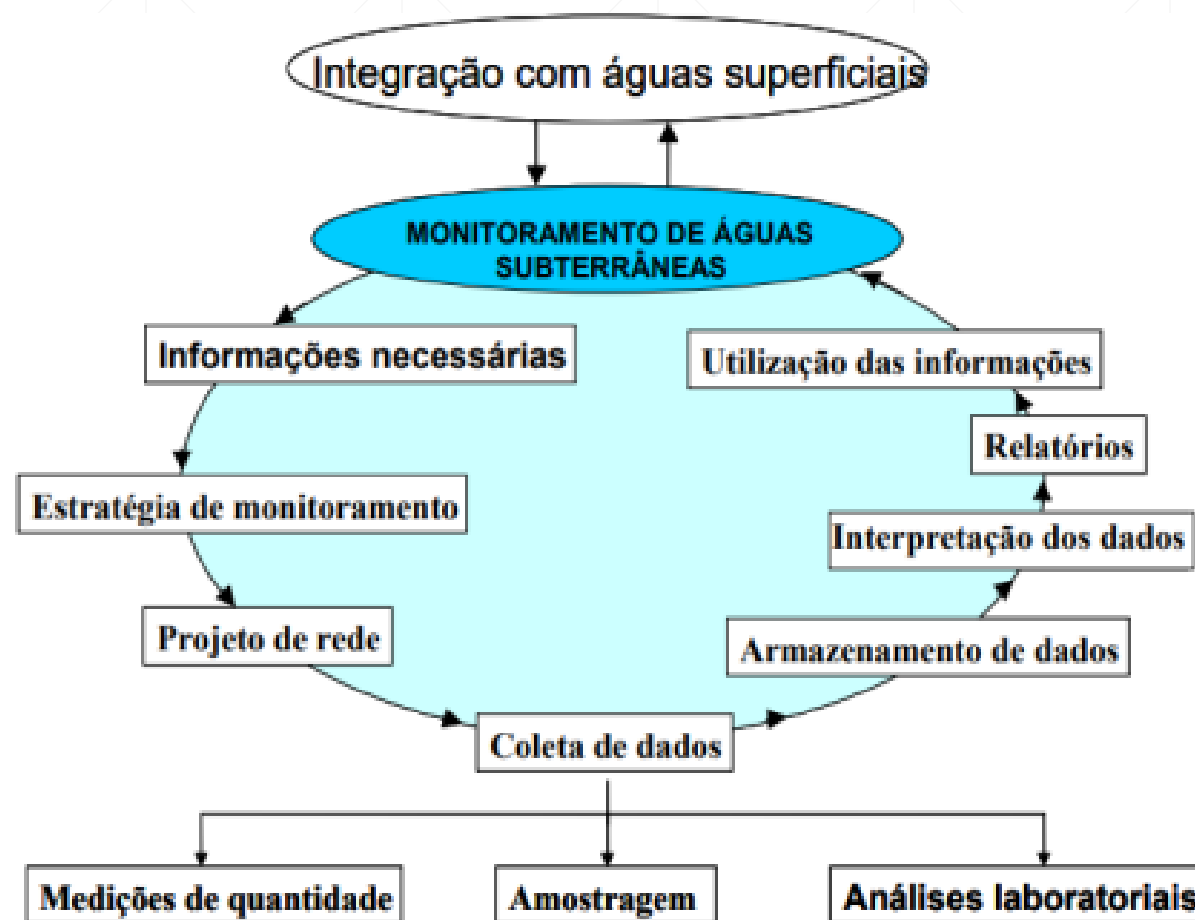 Integração com águas superficiais
MONITORAMENTO DE ÁGUAS
SUBTERRÂNEAS
Informações necessárias
Utilização das informações
Relatórios
Estratégia de monitoramento
Interpretação dos dados
Projeto de rede
Armazenamento de dados
Coleta de dados
Medições de quantidade
Amostragem
Análises laboratoriais